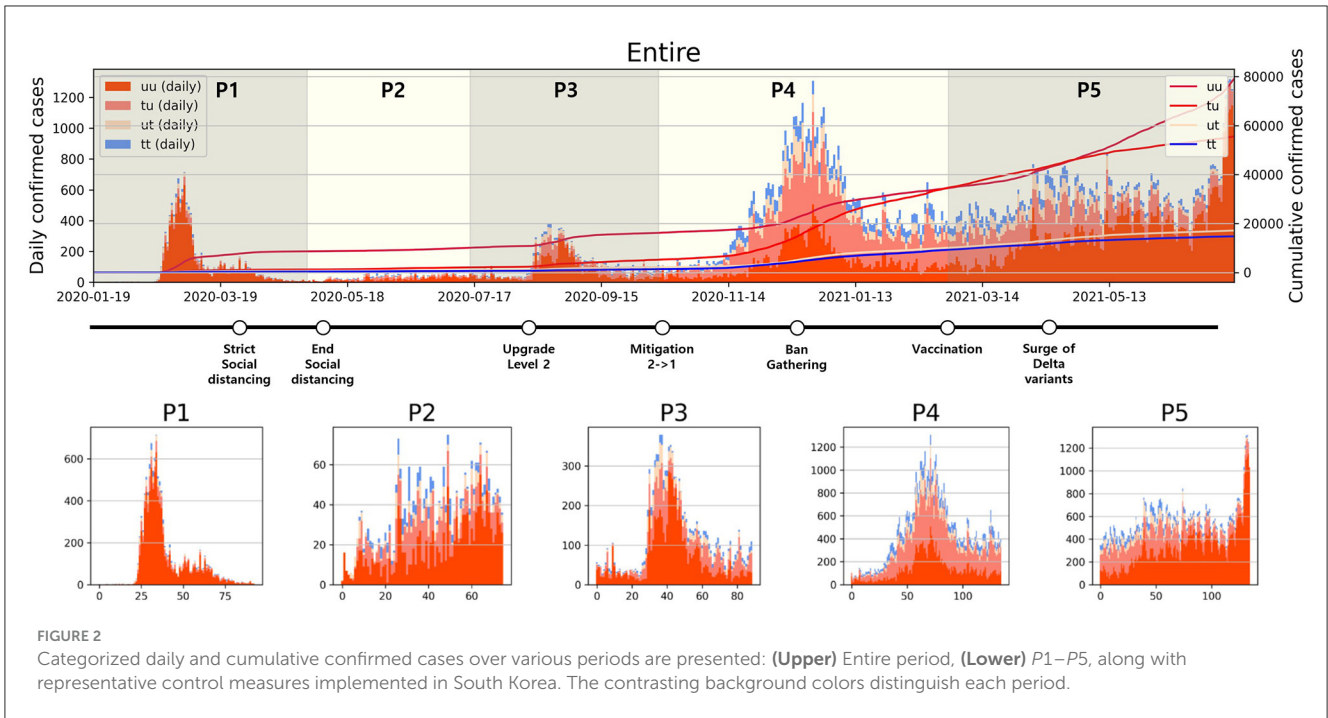 Entire
Daily confirmed cases
Cumulative confirmed cases
P1
P2
P3
P4
P5
uu (daily)
tu (daily)
ut (daily)
tt (daily)
uu
tu
ut
tt
1200
1000
800
600
400
200
0
80000
60000
40000
20000
0
2020-01-19
2020-03-19
2020-05-18
2020-07-17
2020-09-15
2020-11-14
2021-01-13
2021-03-14
2021-05-13
Strict
Social
distancing
End
Social
distancing
Upgrade
Level 2
Mitigation
2->1
Ban
Gathering
Vaccination
Surge of
Delta
variants
P1
600
400
200
0
0 25 50 75
P2
60
40
20
0
0 20 40 60
P3
300
200
100
0
0 20 40 60 80
P4
1200
1000
800
600
400
200
0
0 50 100
P5
1200
1000
800
600
400
200
0
0 50 100
FIGURE 2
Categorized daily and cumulative confirmed cases over various periods are presented: (Upper) Entire period, (Lower) P1–P5, along with
representative control measures implemented in South Korea. The contrasting background colors distinguish each period.